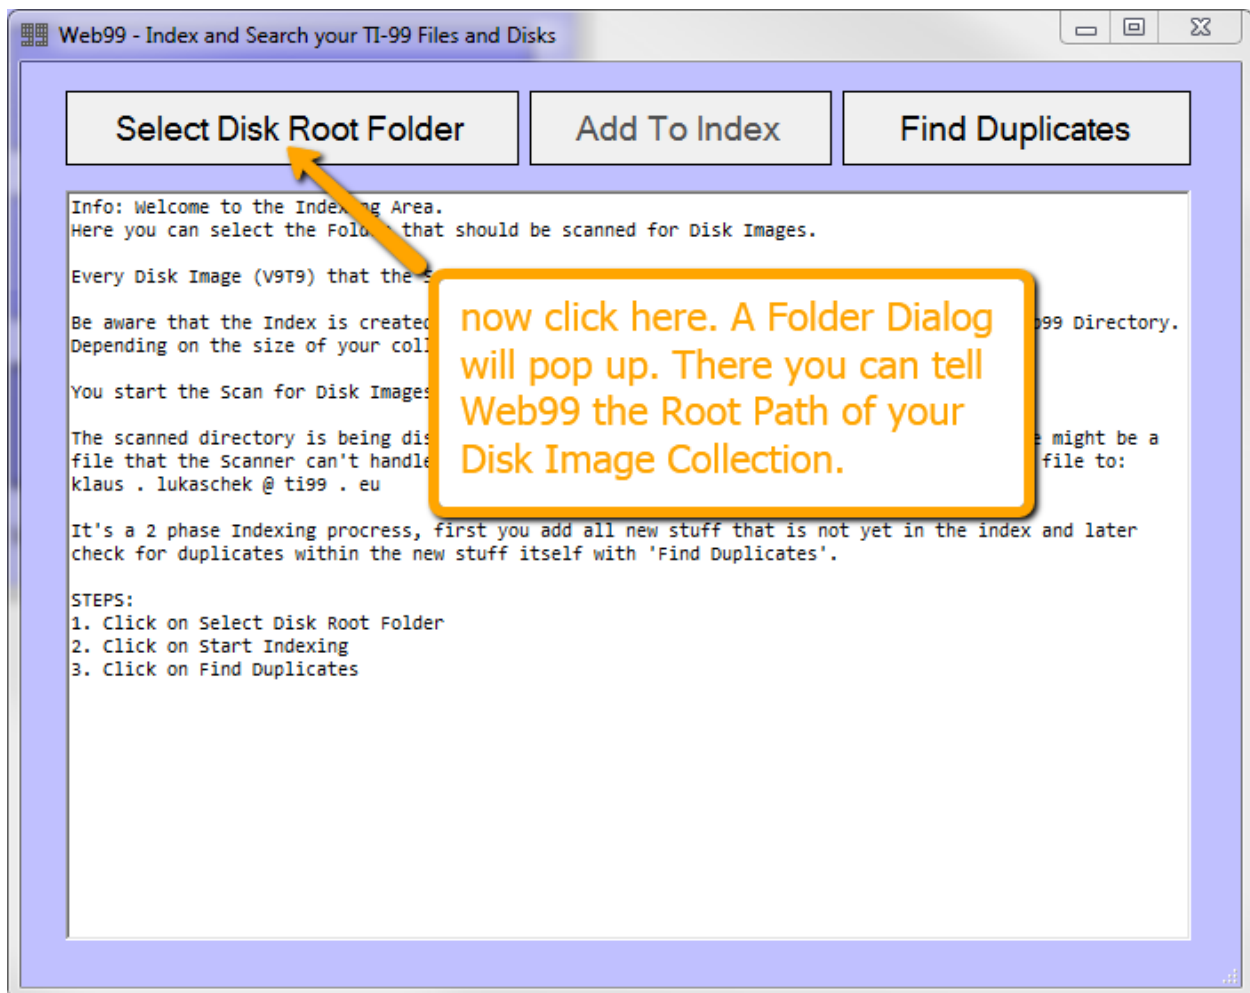 Web99 - Index and Search your TI-99 Files and Disks
Select Disk Root Folder
Add To Index
Find Duplicates
Info: Welcome to the Indexing Area.
Here you can select the Folder that should be scanned for Disk Images.
Every Disk Image (V9T9) that the
Be aware that the Index is created
99 Directory.
Depending on the size of your coll
You start the Scan for Disk Images
The scanned directory is being dis
might be a
file that the Scanner can't handle
file to:
klaus . lukaschek @ ti99 . eu
now click here. A Folder Dialog
will pop up. There you can tell
Web99 the Root Path of your
Disk Image Collection.
It's a 2 phase Indexing procress, first you add all new stuff that is not yet in the index and later
check for duplicates within the new stuff itself with 'Find Duplicates'.
STEPS:
1. Click on Select Disk Root Folder
2. Click on Start Indexing
3. Click on Find Duplicates